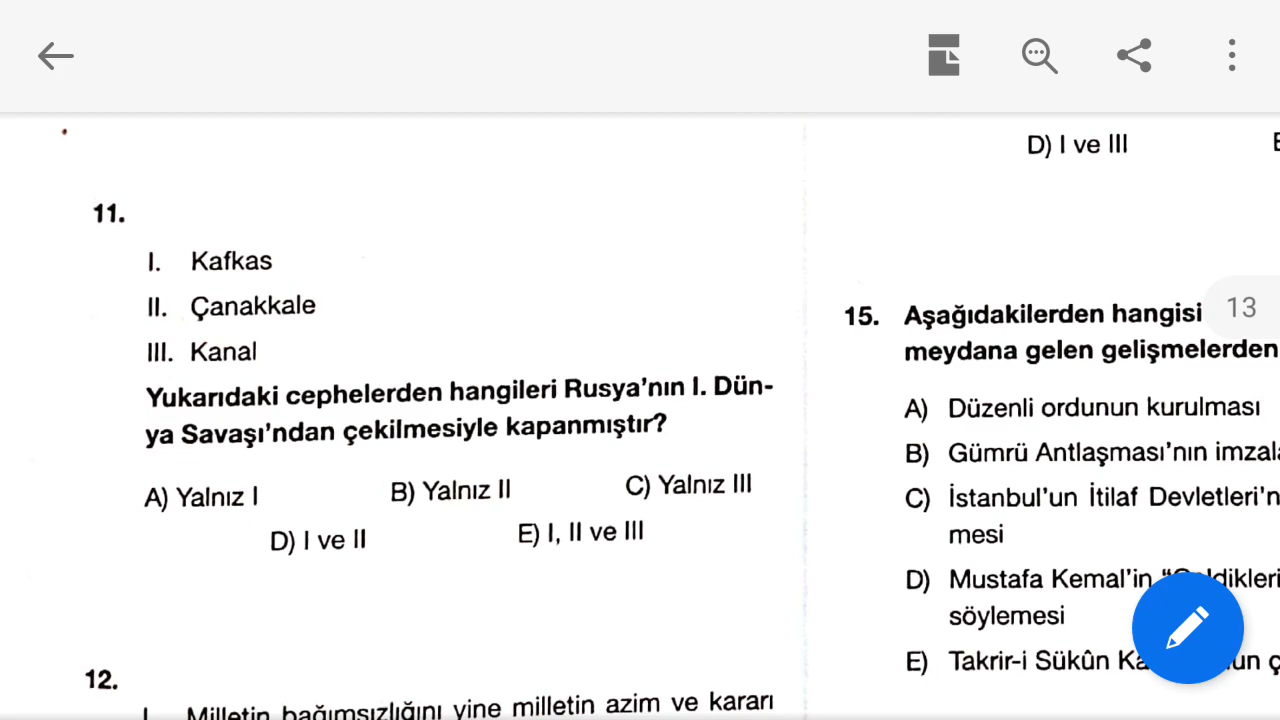 11.
I. Kafkas
II. Çanakkale
III. Kanal
Yukarıdaki cephelerden hangileri Rusya'nın I. Dün-
ya Savaşı'ndan çekilmesiyle kapanmıştır?
A) Yalnız I B) Yalnız II C) Yalnız III
D) I ve II E) I, II ve III
12.
I. Milletin bağımsızlığını yine milletin azim ve kararı
D) I ve III
13
15. Aşağıdakilerden hangisi
meydana gelen gelişmelerden
A) Düzenli ordunun kurulması
B) Gümrü Antlaşması'nın
C) İstanbul'un İtilaf Devletleri'n
mesi
D) Mustafa Kemal'in
söylemesi
E) Takrir-i Sükûn